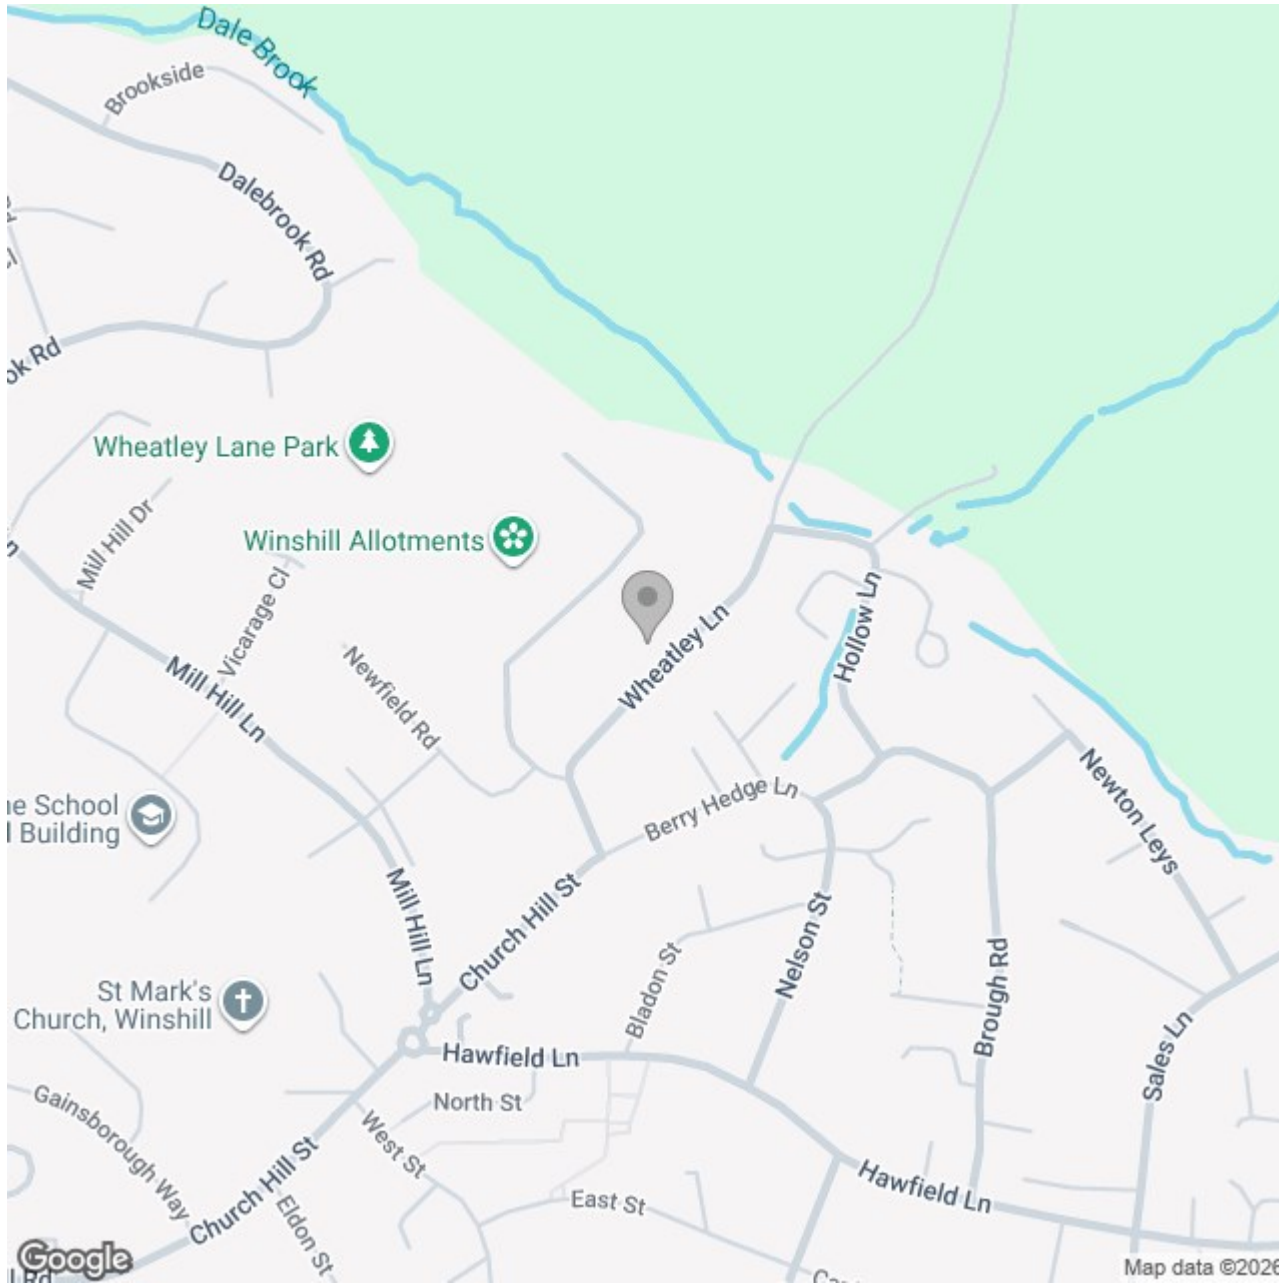 Dale Brook
Brookside
Dalebrook Rd
ok Rd
Wheatley Lane Park
Mill Hill Dr
Winshill Allotments
Vicarage Cl
Wheatley Ln
Hollow Ln
Newfield Rd
Mill Hill Ln
Newton Leys
Berry Hedge Ln
ne School
l Building
Mill Hill Ln
Church Hill St
Nelson St
Bladon St
Brough Rd
St Mark's
Church, Winshill
Hawfield Ln
Sales Ln
North St
Gainsborough Way
West St
Church Hill St
Eldon St
East St
Hawfield Ln
Google
Map data ©2026